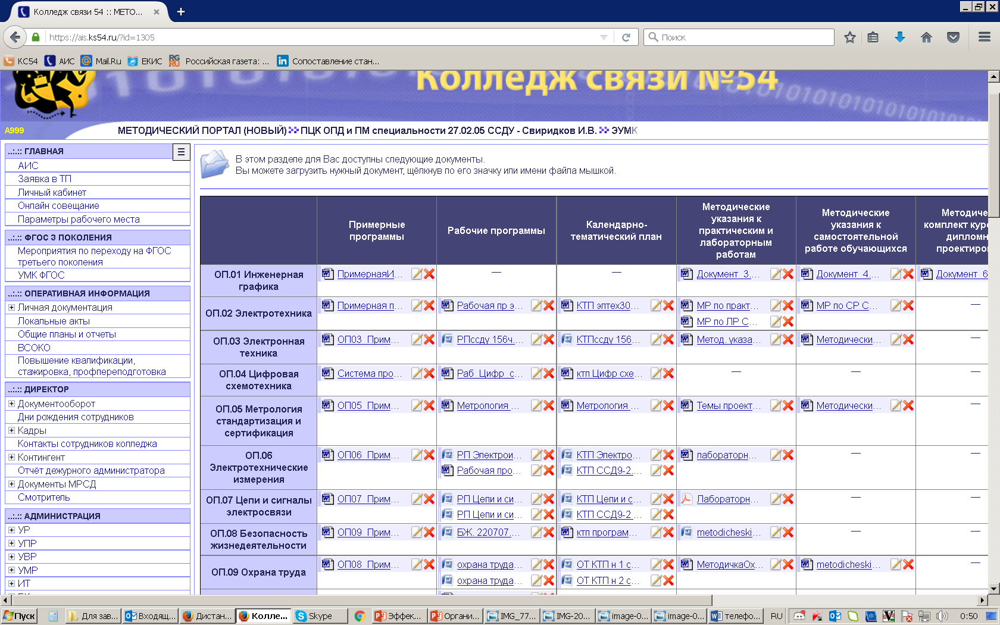 Колледж связи 54 :: МЕТО...
https://ais.ks54.ru/?id=1305
Поиск
КС54 АИС Mail.Ru ЕКИС Российская газета: ... Сопоставление стан...
Колледж связи №54
А999
МЕТОДИЧЕСКИЙ ПОРТАЛ (НОВЫЙ) ПЦК ОПД и ПМ специальности 27.02.05 ССДУ - Свиридков И.В. ЭУМК
..:.:: ГЛАВНАЯ
АИС
Заявка в ТП
Личный кабинет
Онлайн совещание
Параметры рабочего места
..:.:: ФГОС 3 ПОКОЛЕНИЯ
Мероприятия по переходу на ФГОС
третьего поколения
УМК ФГОС
..:.:: ОПЕРАТИВНАЯ ИНФОРМАЦИЯ
Личная документация
Локальные акты
Общие планы и отчеты
ВСОКО
Повышение квалификации,
стажировка, профпереподготовка
..:.:: ДИРЕКТОР
Документооборот
Дни рождения сотрудников
Кадры
Контакты сотрудников колледжа
Контингент
Отчёт дежурного администратора
Документы МРСД
Смотритель
..:.:: АДМИНИСТРАЦИЯ
УР
УПР
УВР
УМР
ИТ
В этом разделе для Вас доступны следующие документы.
Вы можете загрузить нужный документ, щёлкнув по его значку или имени файла мышкой.
Примерные
программы
Рабочие программы
Календарно-
тематический план
Методические
указания к
практическим и
лабораторным
работам
Методические
указания к
самостоятельной
работе обучающихся
Методиче
комплект кур
дипломн
проектиро
ОП.01 Инженерная
графика
ПримернаяИ... — — Документ_3.... Документ_4.... Документ_6
ОП.02 Электротехника
Примерная п... Рабочая пр э... КТП элтех30... МР по практ... МР по СР С... —
МР по ЛР С...
ОП.03 Электронная
техника
ОП03_Прим... РПссду 156ч.... КТПссду 156... Метод. указа... Методически... —
ОП.04 Цифровая
схемотехника
Система про... Раб_Цифр_с... ктп Цифр схе... — — —
ОП.05 Метрология
стандартизация и
сертификация
ОП05_Прим... Метрология ... Метрология ... Темы проект... Методически... —
ОП.06
Электротехнические
измерения
ОП06_Прим... РП Электрои... КТП Электро... лабораторн... — —
Рабочая про... КТП ССД9-2....
ОП.07 Цепи и сигналы
электросвязи
ОП07_Прим... РП Цепи и си... КТП Цепи и с... Лабораторн... — —
РП Цепи и си... КТП ССД9-2 ...
ОП.08 Безопасность
жизнедеятельности
ОП09_Прим... БЖ. 220707.... ктп програм... metodicheski... — —
ОП.09 Охрана труда
ОП08_Прим... охрана труда... ОТ КТП н 1 с... МетодичкаОх... metodicheski... —
охрана труда... ОТ КТП н 2 с...
Пуск Для зав... Входящ... Дистан... Колле... Skype Эффек... Органи... IMG_77... IMG-20... image-0... image-0... телефо... RU 0:50